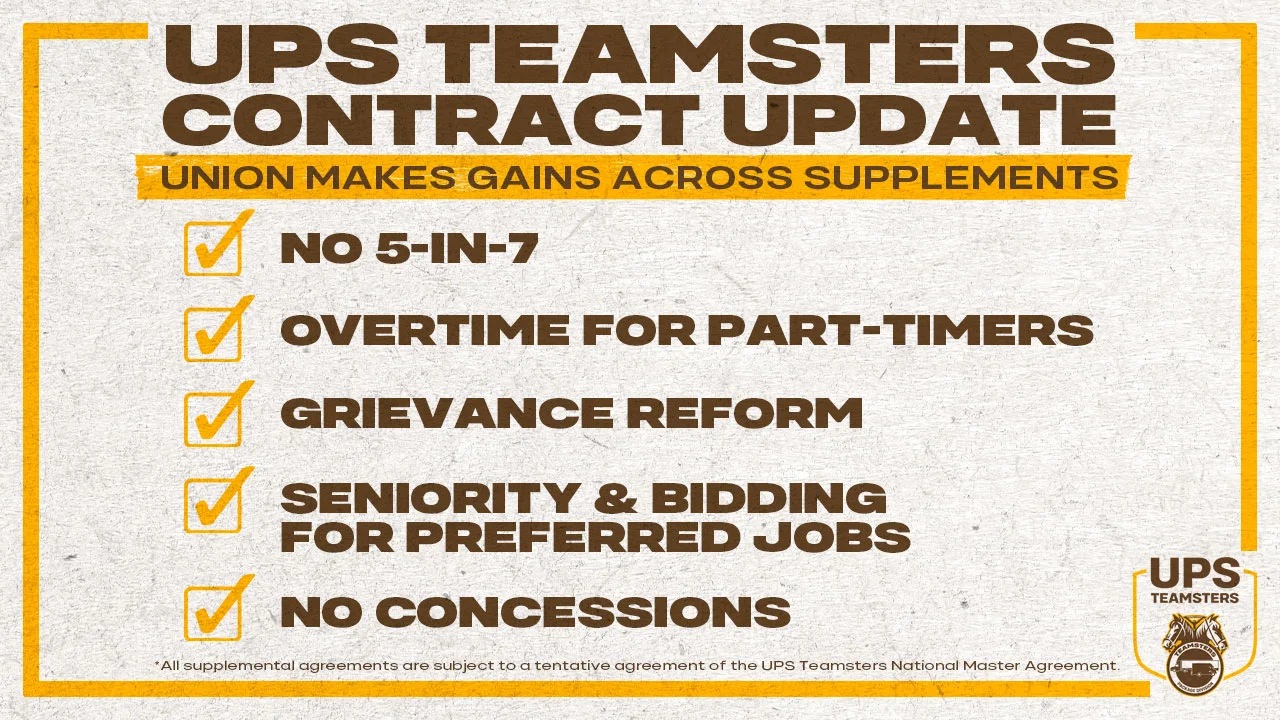 UPS TEAMSTERS
CONTRACT UPDATE
UNION MAKES GAINS ACROSS SUPPLEMENTS
NO 5-IN-7
OVERTIME FOR PART-TIMERS
GRIEVANCE REFORM
SENIORITY & BIDDING
FOR PREFERRED JOBS
NO CONCESSIONS
*All supplemental agreements are subject to a tentative agreement of the UPS Teamsters National Master Agreement.
UPS
TEAMSTERS
TEAMSTERS
PACKAGE DIVISION